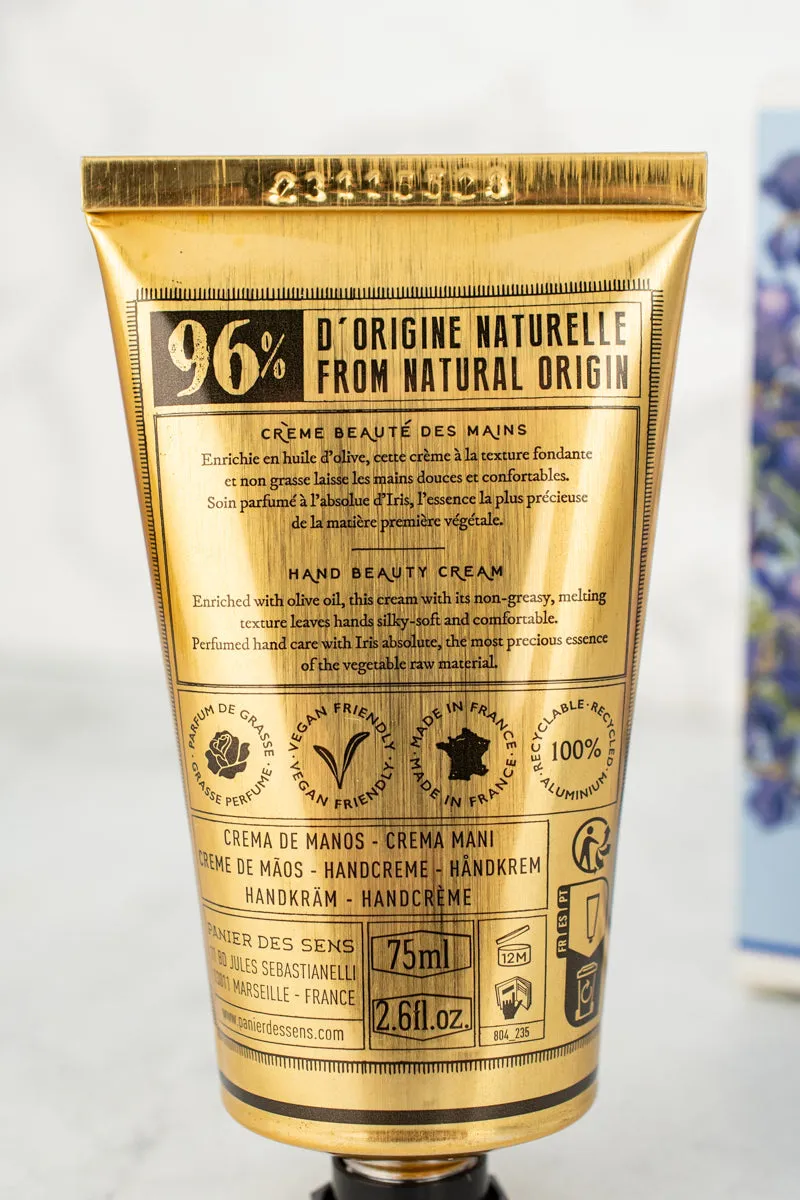 96% D'ORIGINE NATURELLE
FROM NATURAL ORIGIN
CRÈME BEAUTÉ DES MAINS
Enrichie en huile d'olive, cette crème à la texture fondante
et non grasse laisse les mains douces et confortables.
Soin parfumé à l'absolue d'Iris, l'essence la plus précieuse
de la matière première végétale.
HAND BEAUTY CREAM
Enriched with olive oil, this cream with its non-greasy, melting
texture leaves hands silky-soft and comfortable.
Perfumed hand care with Iris absolute, the most precious essence
of the vegetable raw material.
PARFUM DE GRASSE · GRASSE PERFUME ·
VEGAN FRIENDLY · VEGAN FRIENDLY ·
MADE IN FRANCE · MADE IN FRANCE ·
RECYCLABLE · RECYCLED · ALUMINIUM ·
100%
CREMA DE MANOS - CREMA MANI
CREME DE MÃOS - HANDCREME - HÅNDKREM
HANDKRÄM - HANDCRÈME
PANIER DES SENS
BD JULES SEBASTIANELLI
MARSEILLE - FRANCE
www.panierdessens.com
75ml
2.6fl.oz.
12M
804_235
FR | ES | PT